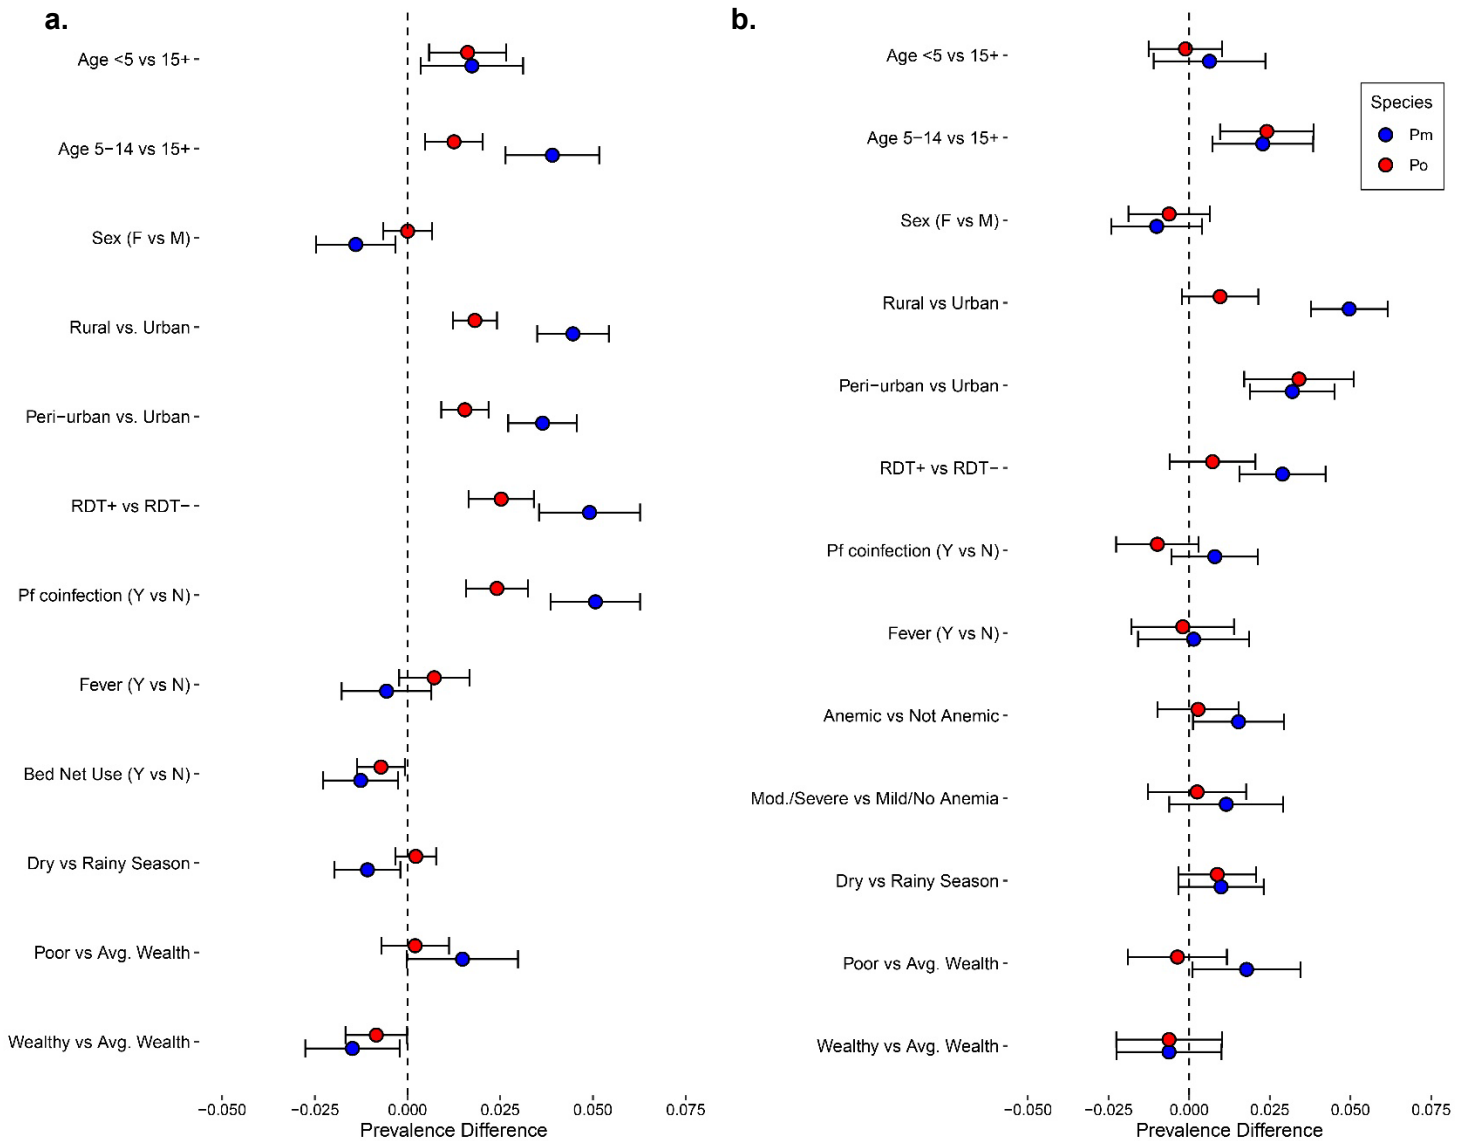 a.
Age <5 vs 15+
Age 5−14 vs 15+
Sex (F vs M)
Rural vs. Urban
Peri−urban vs. Urban
RDT+ vs RDT−
Pf coinfection (Y vs N)
Fever (Y vs N)
Bed Net Use (Y vs N)
Dry vs Rainy Season
Poor vs Avg. Wealth
Wealthy vs Avg. Wealth
−0.050 −0.025 0.000 0.025 0.050 0.075
Prevalence Difference
b.
Age <5 vs 15+
Age 5−14 vs 15+
Sex (F vs M)
Rural vs Urban
Peri−urban vs Urban
RDT+ vs RDT−
Pf coinfection (Y vs N)
Fever (Y vs N)
Anemic vs Not Anemic
Mod./Severe vs Mild/No Anemia
Dry vs Rainy Season
Poor vs Avg. Wealth
Wealthy vs Avg. Wealth
−0.050 −0.025 0.000 0.025 0.050 0.075
Prevalence Difference
Species
Pm
Po